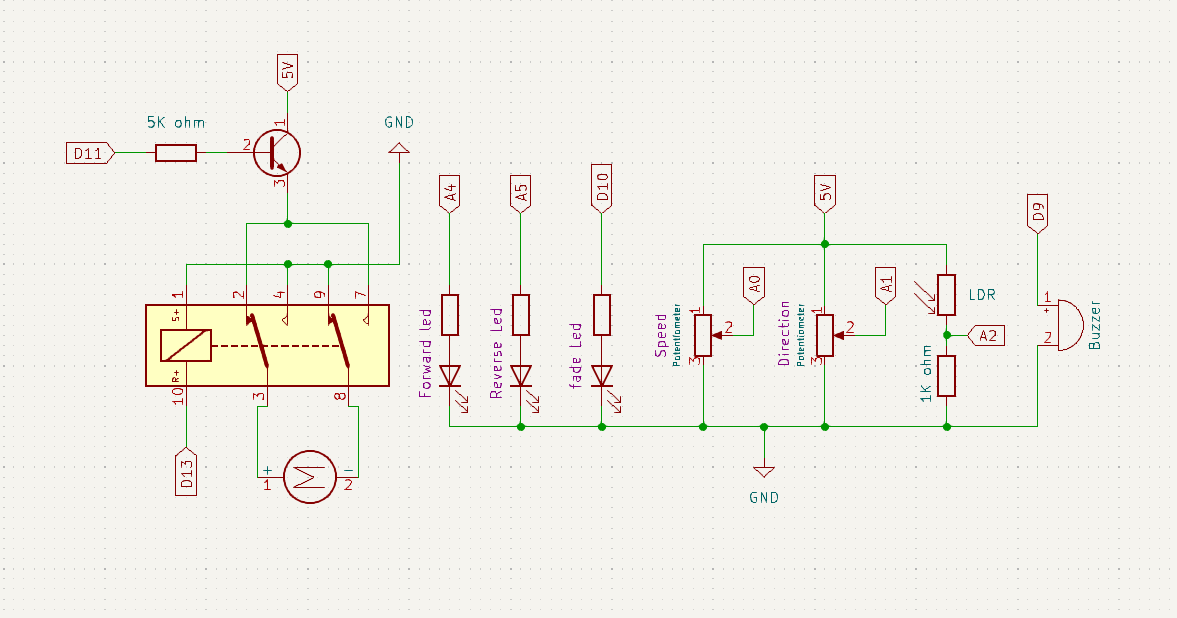 5V
1
5K ohm
2
D11
3
GND
1
2
4
9
7
S+
R+
10
3
8
D13
+
1
-
2
A4
Forward led
A5
Reverse Led
D10
fade Led
5V
A0
Speed
Potentiometer
1
2
3
A1
Direction
Potentiometer
1
2
3
LDR
A2
1K ohm
D9
1
+
2
Buzzer
GND